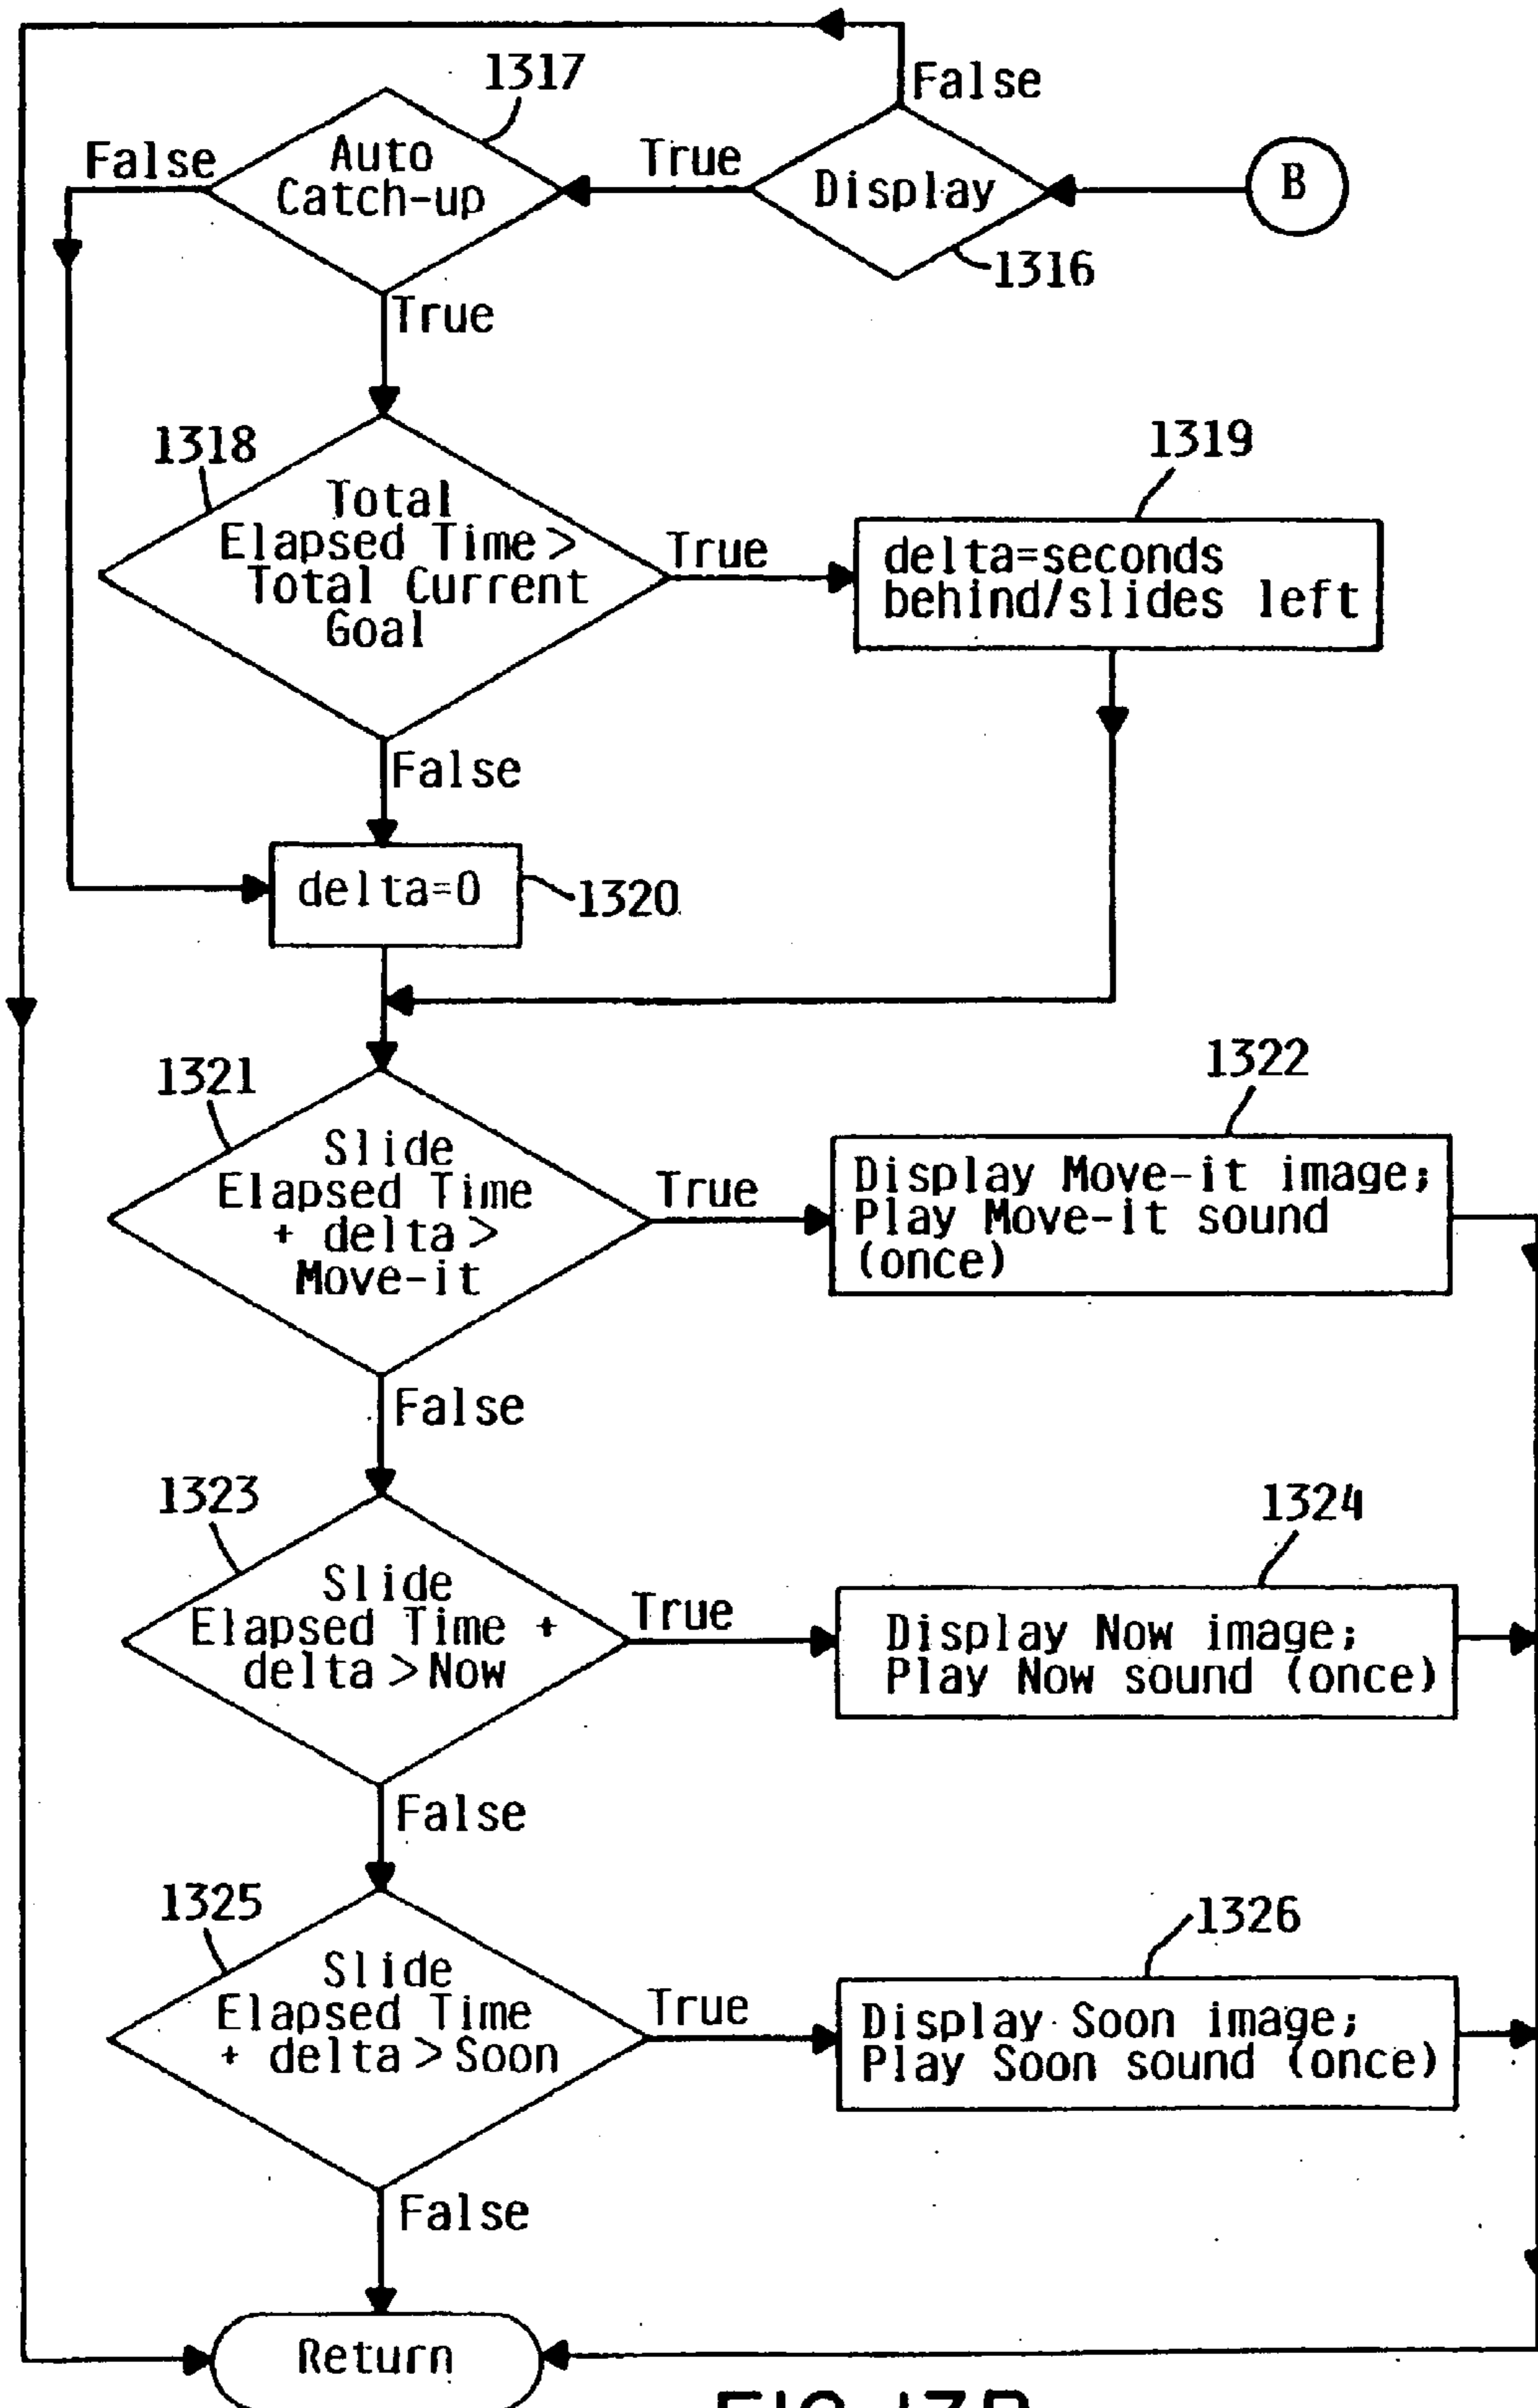 False
1317
Auto
Catch-up
False
True
Display
B
1316
True
1318
Total
Elapsed Time >
Total Current
Goal
True
1319
delta=seconds
behind/slides left
False
delta=0
1320
1321
Slide
Elapsed Time
+ delta >
Move-it
True
1322
Display Move-it image;
Play Move-it sound
(once)
False
1323
Slide
Elapsed Time +
delta > Now
True
1324
Display Now image;
Play Now sound (once)
False
1325
Slide
Elapsed Time
+ delta > Soon
True
1326
Display Soon image;
Play Soon sound (once)
False
Return